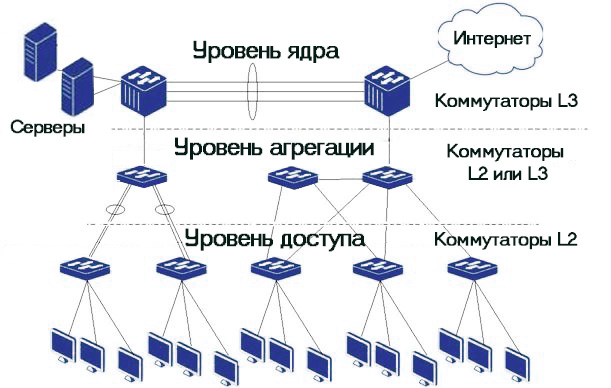 Уровень ядра
Интернет
Серверы
Коммутаторы L3
Уровень агрегации
Коммутаторы
L2 или L3
Уровень доступа
Коммутаторы L2